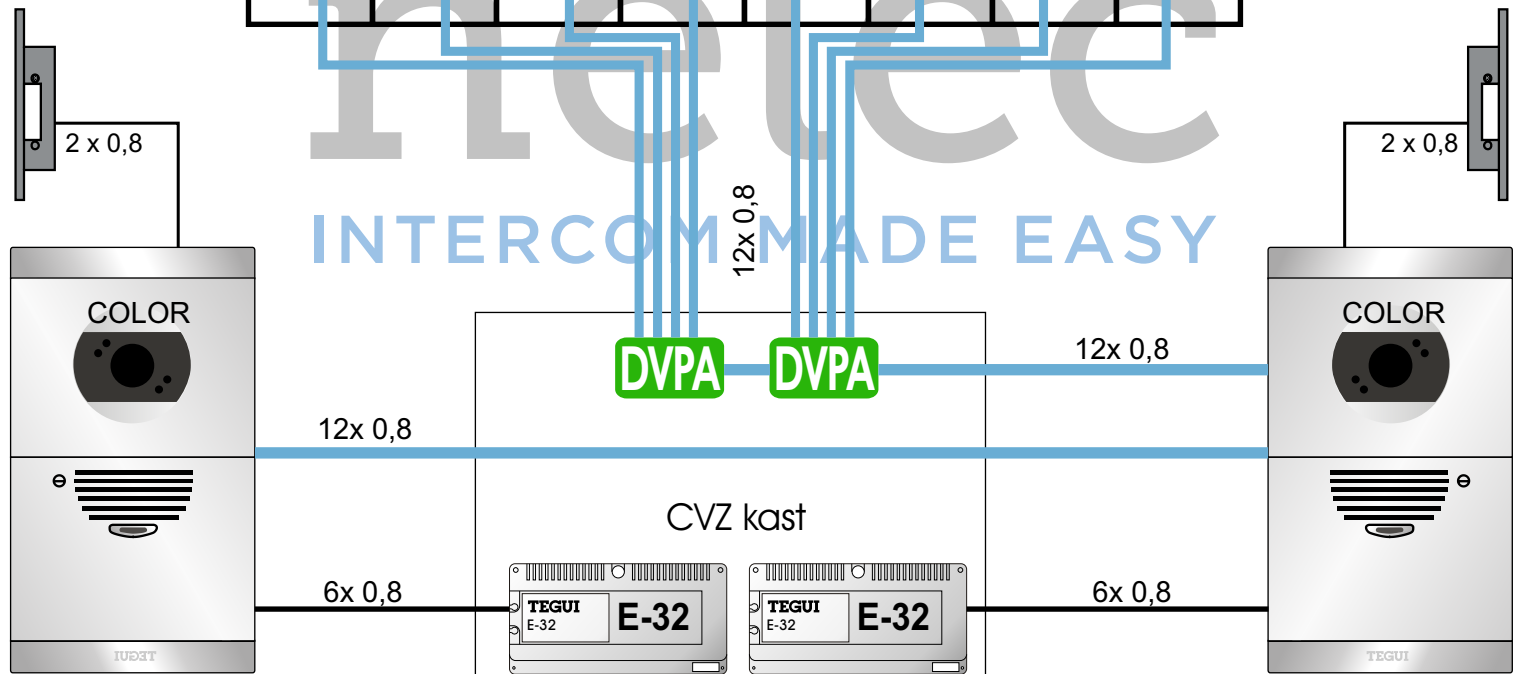 netec
2 x 0,8
2 x 0,8
12x 0,8
INTERCOM MADE EASY
COLOR
COLOR
DVPA
DVPA
12x 0,8
12x 0,8
CVZ kast
6x 0,8
TEGUI
E-32
E-32
TEGUI
E-32
E-32
6x 0,8
TEGUI
TEGUI